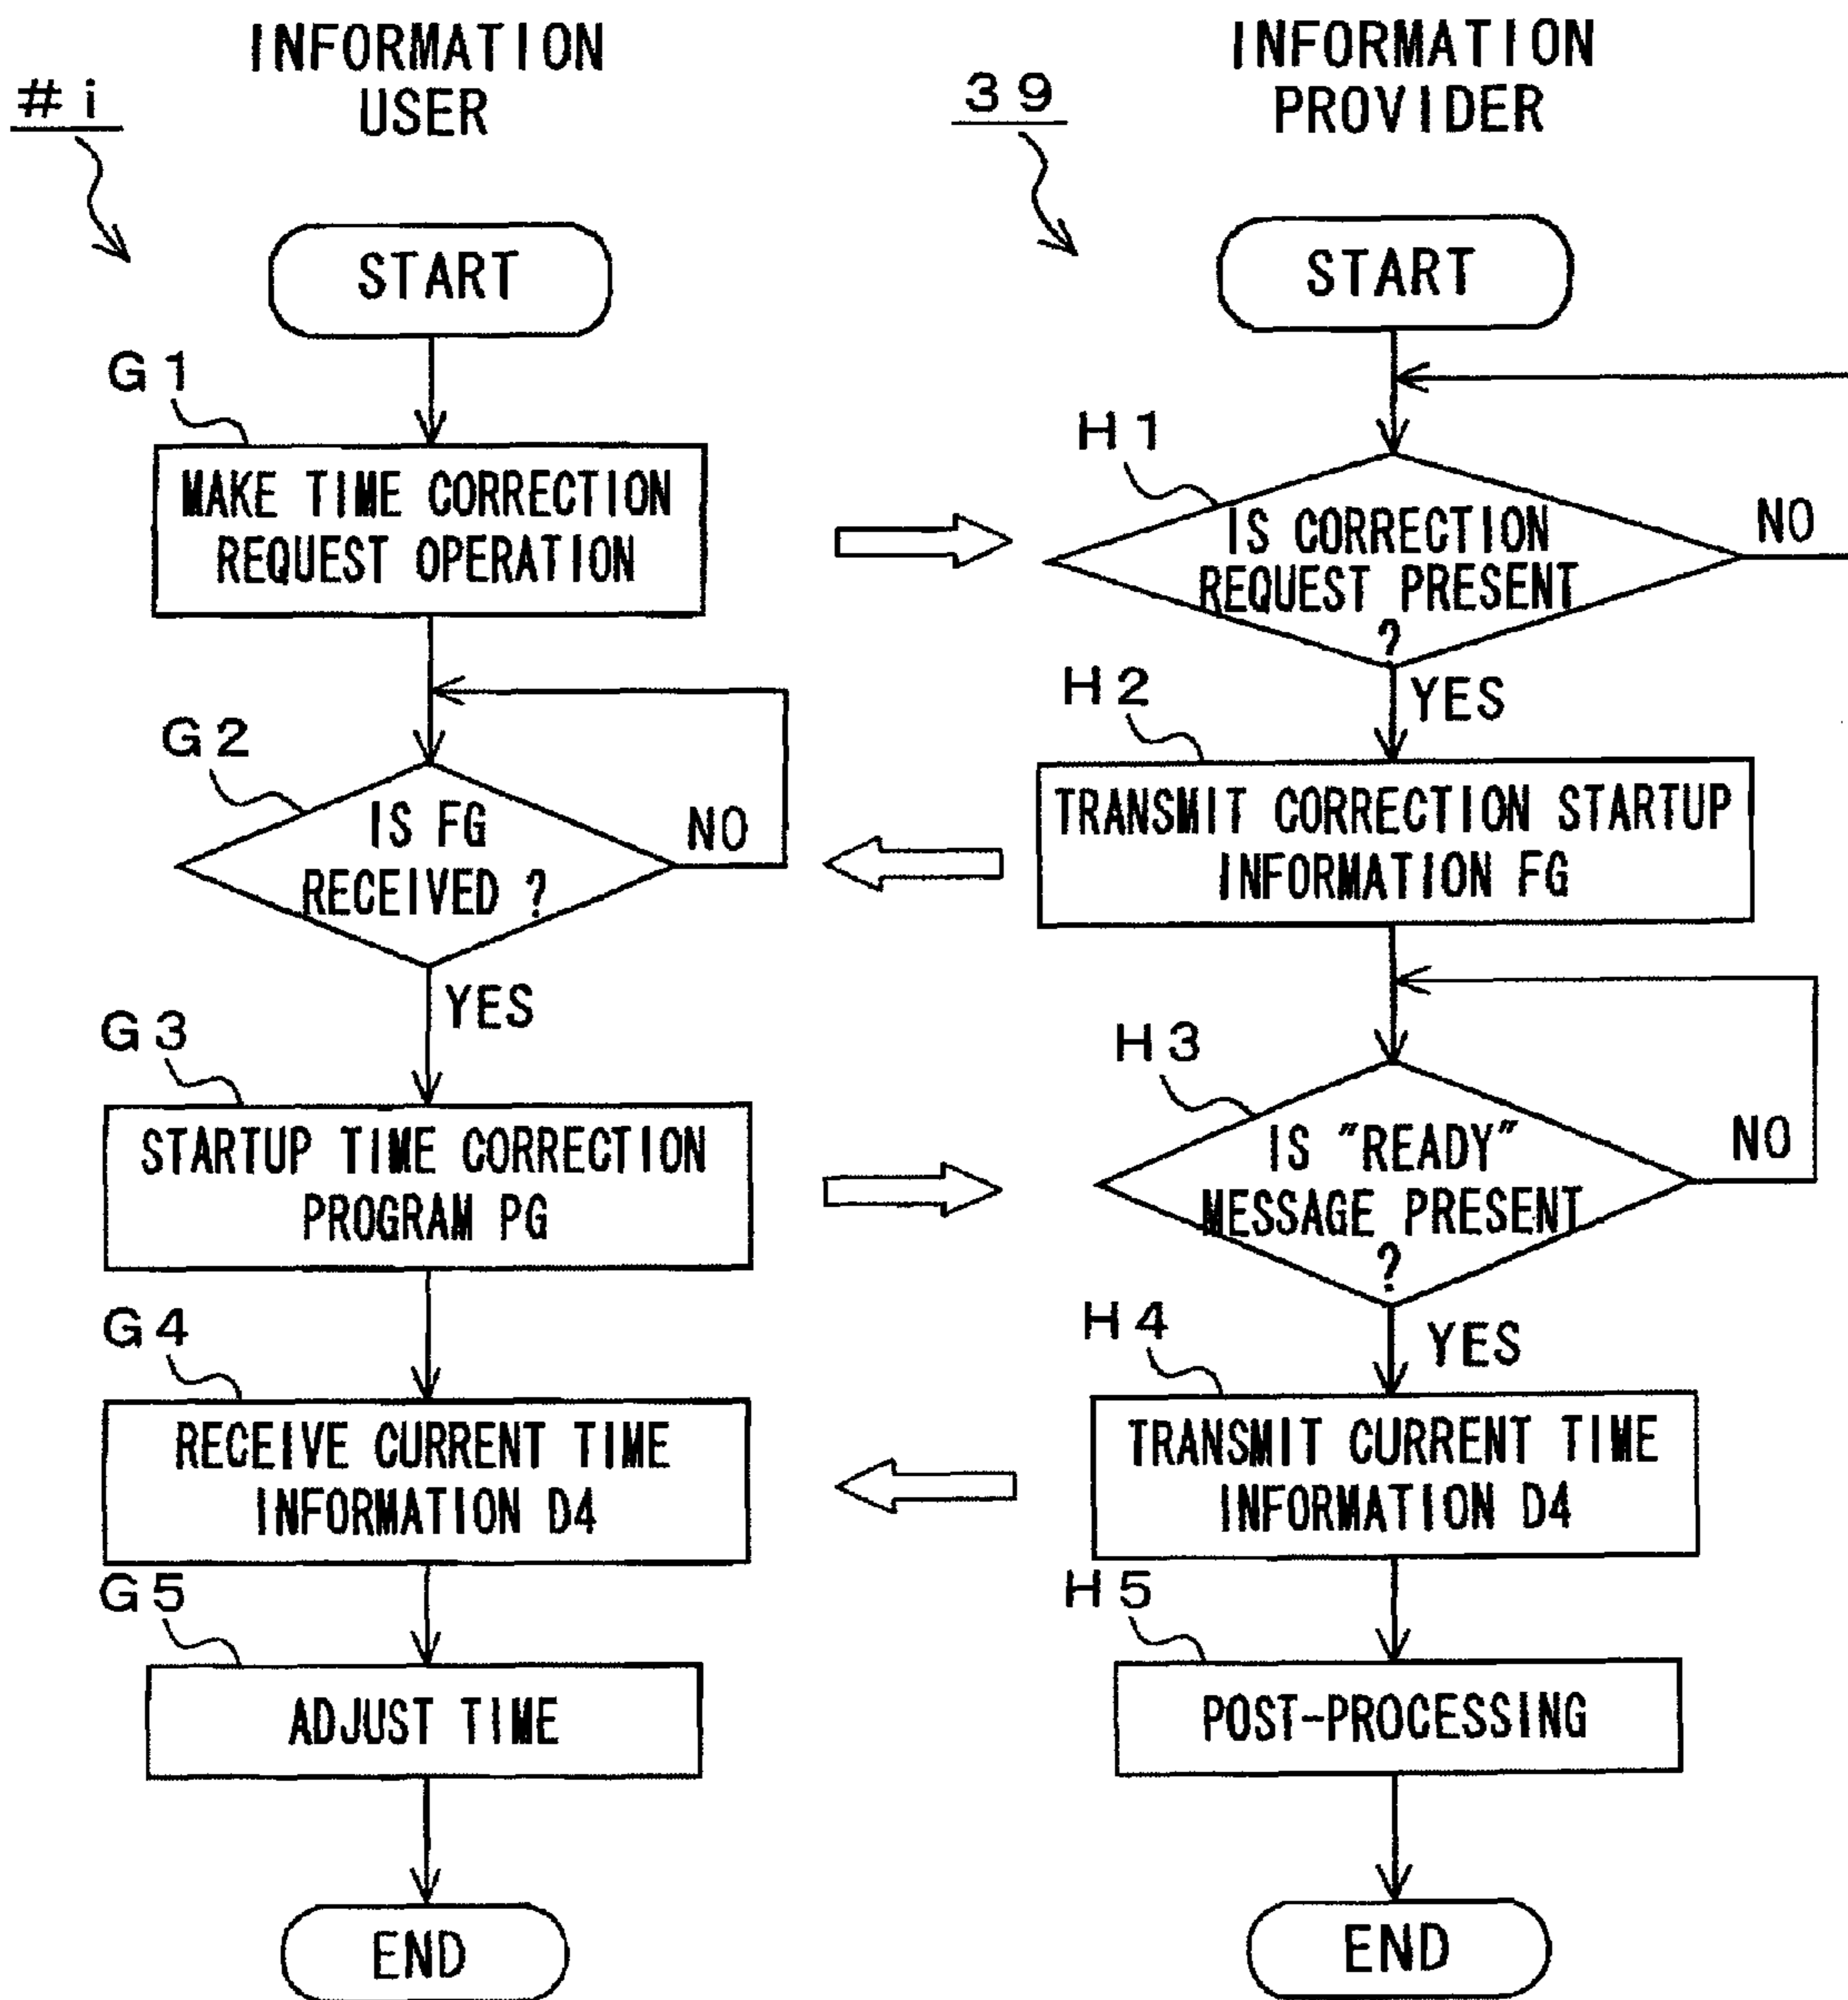 INFORMATION
USER
#i
START
G1
MAKE TIME CORRECTION
REQUEST OPERATION
G2
IS FG
RECEIVED ?
NO
YES
G3
STARTUP TIME CORRECTION
PROGRAM PG
G4
RECEIVE CURRENT TIME
INFORMATION D4
G5
ADJUST TIME
END
INFORMATION
PROVIDER
39
START
H1
IS CORRECTION
REQUEST PRESENT
?
NO
YES
H2
TRANSMIT CORRECTION STARTUP
INFORMATION FG
H3
IS "READY"
MESSAGE PRESENT
?
NO
YES
H4
TRANSMIT CURRENT TIME
INFORMATION D4
H5
POST-PROCESSING
END